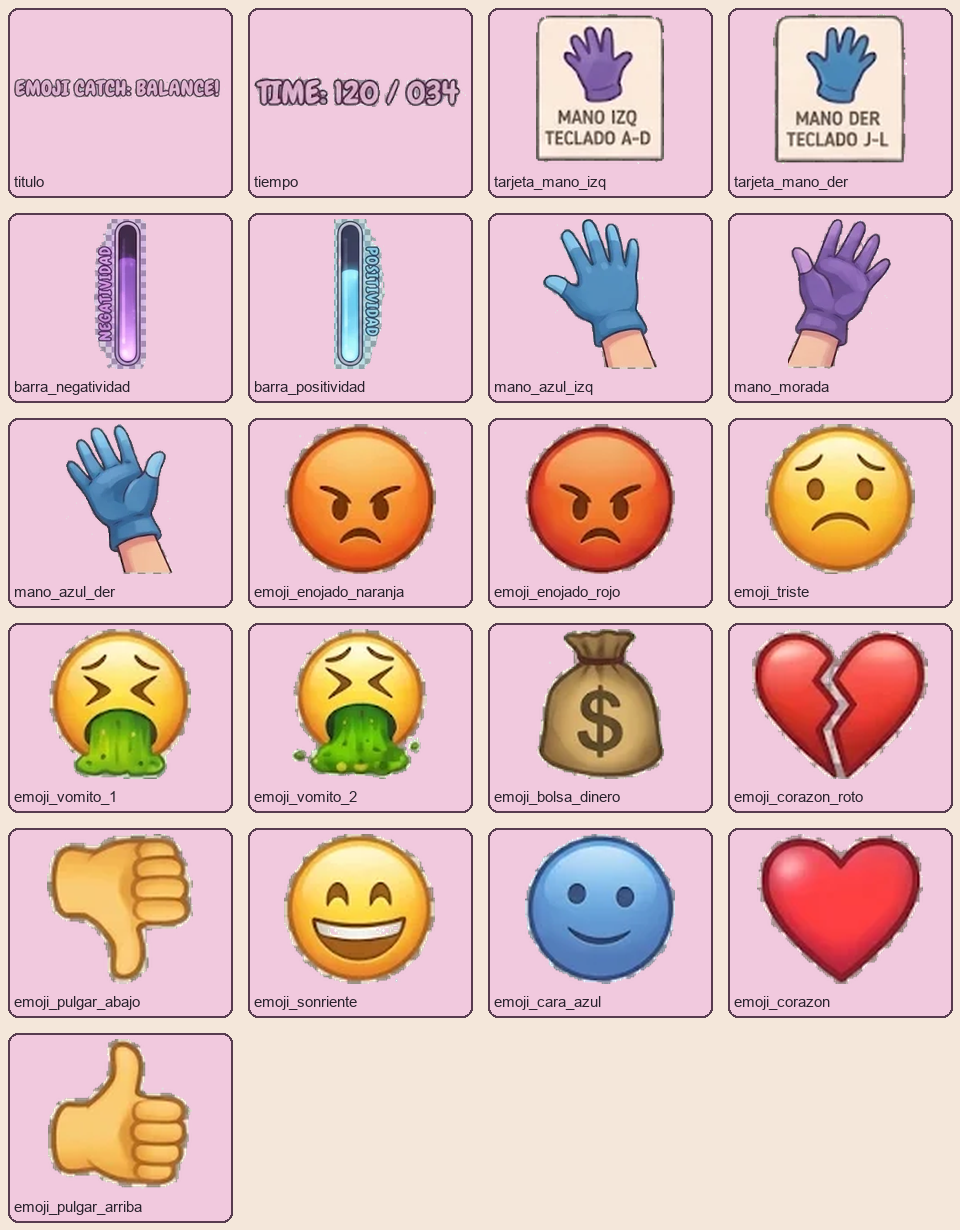 EMOJI CATCH: BALANCE!
titulo
TIME: 120 / 034
tiempo
MANO IZQ
TECLADO A-D
tarjeta_mano_izq
MANO DER
TECLADO J-L
tarjeta_mano_der
NEGATIVIDAD
barra_negatividad
POSITIVIDAD
barra_positividad
mano_azul_izq
mano_morada
mano_azul_der
emoji_enojado_naranja
emoji_enojado_rojo
emoji_triste
emoji_vomito_1
emoji_vomito_2
$
emoji_bolsa_dinero
emoji_corazon_roto
emoji_pulgar_abajo
emoji_sonriente
emoji_cara_azul
emoji_corazon
emoji_pulgar_arriba